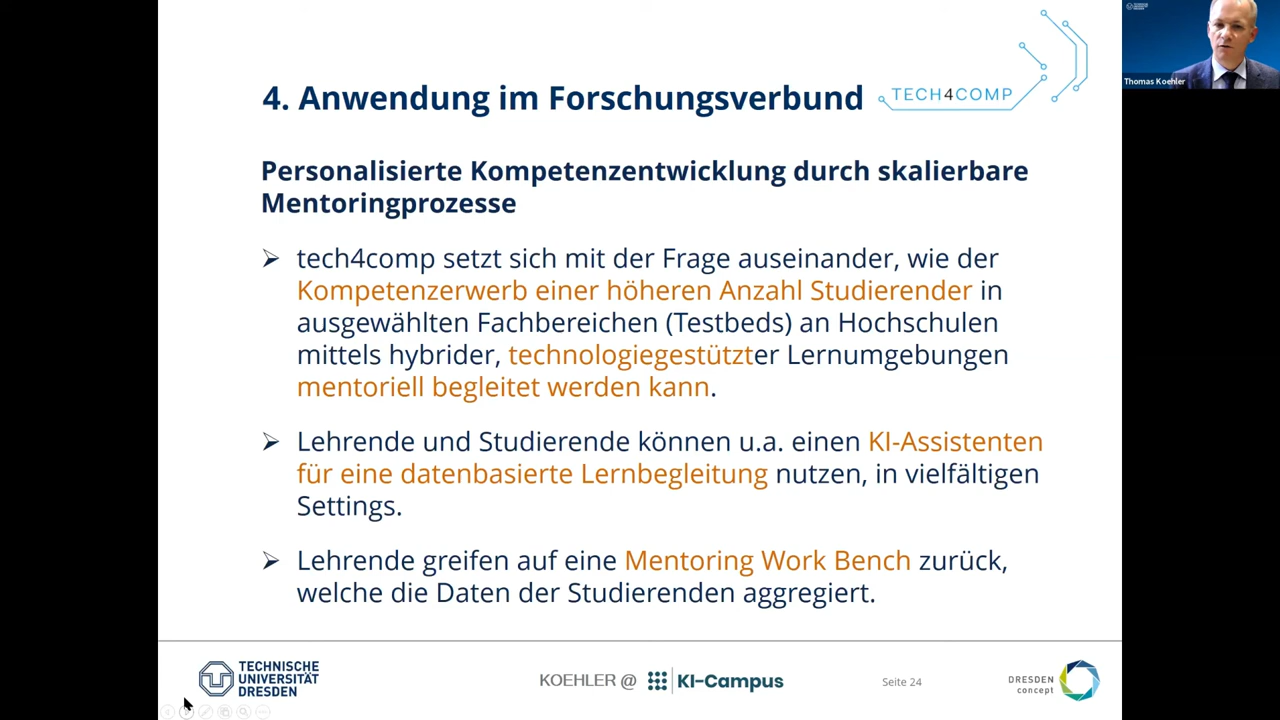 4. Anwendung im Forschungsverbund
TECH4COMP
Thomas Koehler
Personalisierte Kompetenzentwicklung durch skalierbare
Mentoringprozesse
➢ tech4comp setzt sich mit der Frage auseinander, wie der
Kompetenzerwerb einer höheren Anzahl Studierender in
ausgewählten Fachbereichen (Testbeds) an Hochschulen
mittels hybrider, technologiegestützter Lernumgebungen
mentoriell begleitet werden kann.
➢ Lehrende und Studierende können u.a. einen KI-Assistenten
für eine datenbasierte Lernbegleitung nutzen, in vielfältigen
Settings.
➢ Lehrende greifen auf eine Mentoring Work Bench zurück,
welche die Daten der Studierenden aggregiert.
TECHNISCHE
UNIVERSITÄT
DRESDEN
KOEHLER @ KI-Campus
Seite 24
DRESDEN
concept